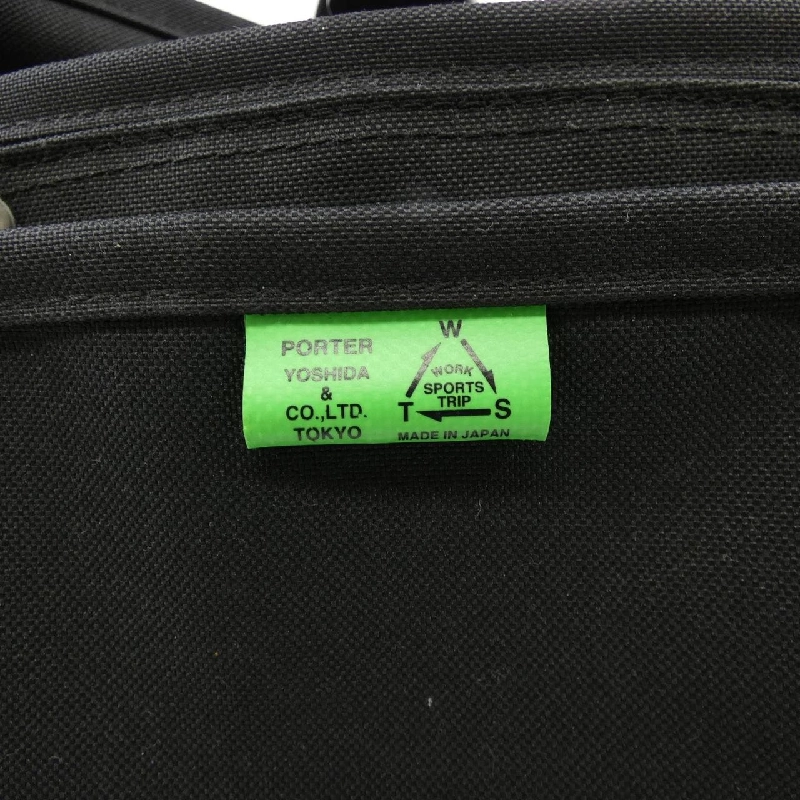 PORTER
YOSHIDA
&
CO.,LTD.
TOKYO
W
WORK
SPORTS
TRIP
T S
MADE IN JAPAN